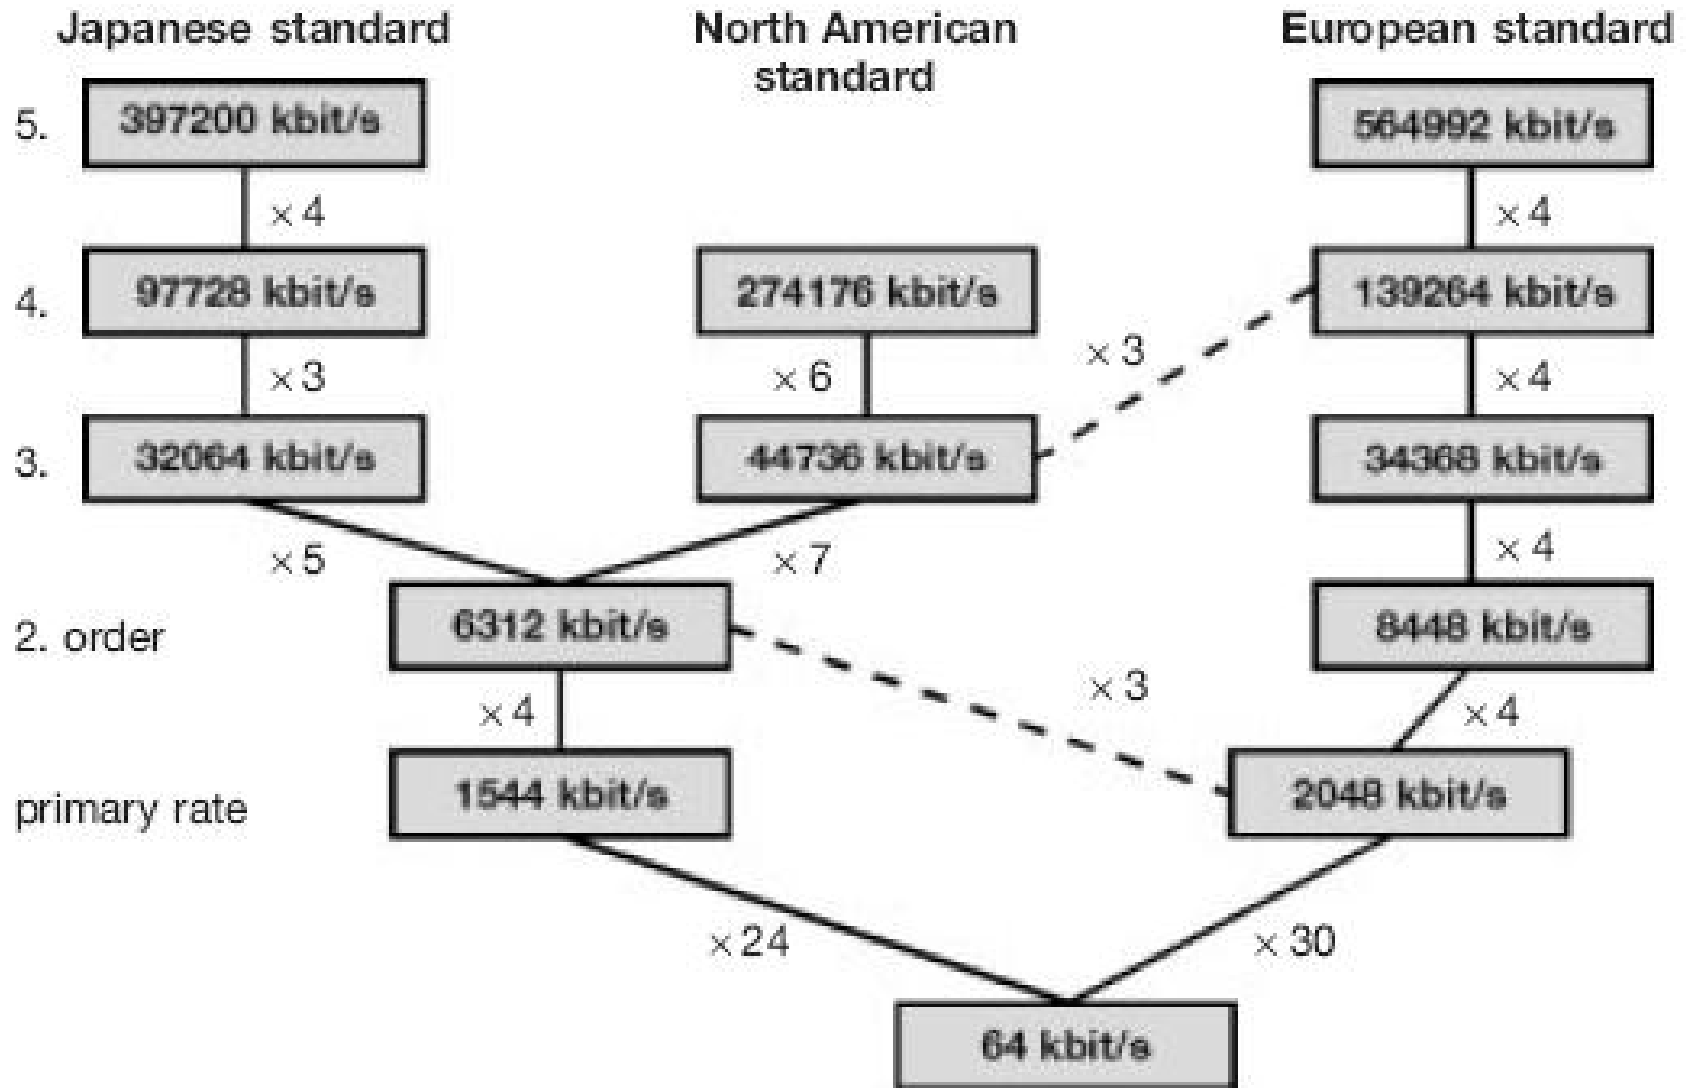 Japanese standard
North American
standard
European standard
5.
397200 kbit/s
564992 kbit/s
× 4
× 4
4.
97728 kbit/s
274176 kbit/s
139264 kbit/s
× 3
× 6
× 3
× 4
3.
32064 kbit/s
44736 kbit/s
34368 kbit/s
× 5
× 7
× 4
2. order
6312 kbit/s
8448 kbit/s
× 4
× 3
× 4
primary rate
1544 kbit/s
2048 kbit/s
× 24
× 30
64 kbit/s